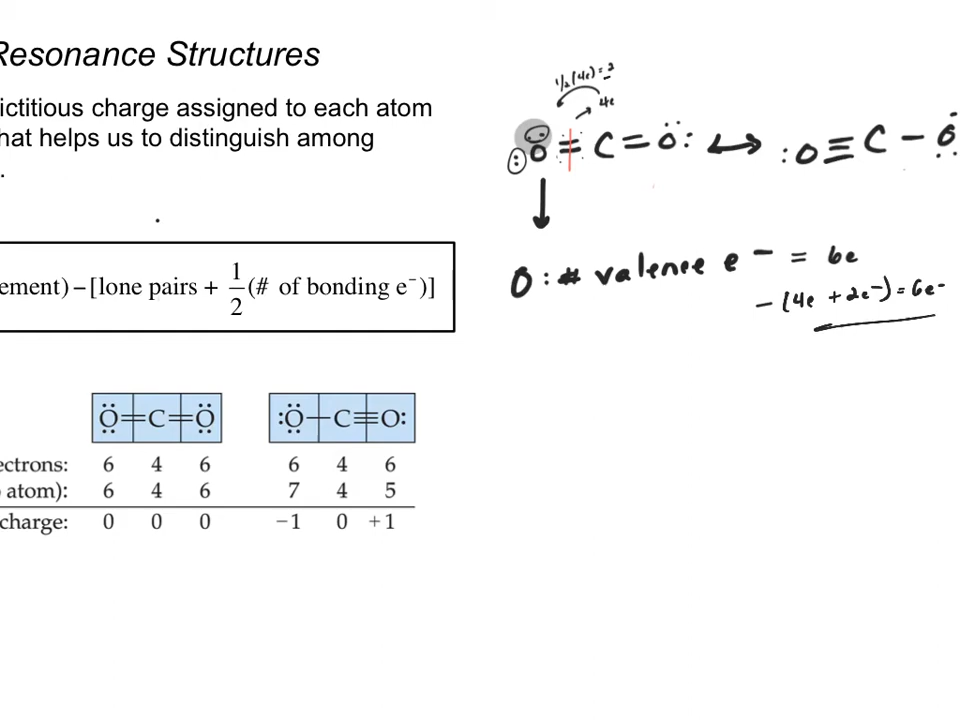 Resonance Structures
ictitious charge assigned to each atom
hat helps us to distinguish among
.
ement) – [lone pairs + 1/2 (# of bonding e⁻)]
Ö=C=Ö :Ö–C≡O:
ectrons: 6 4 6 6 4 6
atom): 6 4 6 7 4 5
charge: 0 0 0 −1 0 +1
1/2(4e) = 2
4e
:Ö=C=Ö: ↔ :O≡C–Ö
O: # valence e – = 6e
– (4e + 2e⁻) = 6e⁻